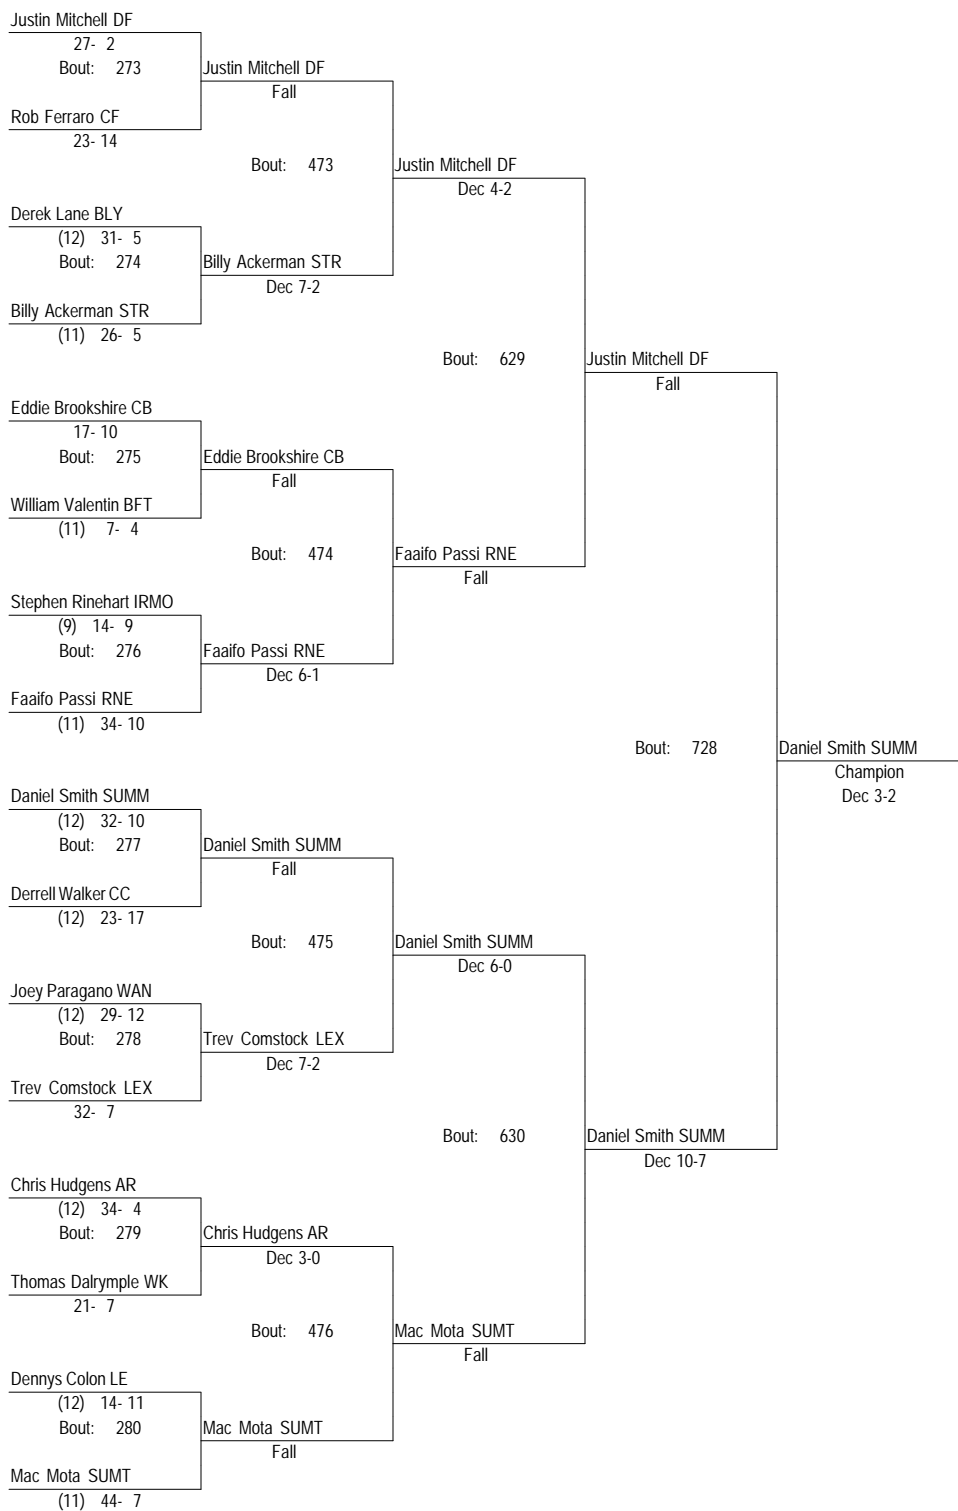 Justin Mitchell DF
27- 2
Bout: 273
Justin Mitchell DF
Fall
Rob Ferraro CF
23- 14
Bout: 473
Justin Mitchell DF
Dec 4-2
Derek Lane BLY
(12) 31- 5
Bout: 274
Billy Ackerman STR
Dec 7-2
Billy Ackerman STR
(11) 26- 5
Bout: 629
Justin Mitchell DF
Fall
Eddie Brookshire CB
17- 10
Bout: 275
Eddie Brookshire CB
Fall
William Valentin BFT
(11) 7- 4
Bout: 474
Faaifo Passi RNE
Fall
Stephen Rinehart IRMO
(9) 14- 9
Bout: 276
Faaifo Passi RNE
Dec 6-1
Faaifo Passi RNE
(11) 34- 10
Bout: 728
Daniel Smith SUMM
Champion
Dec 3-2
Daniel Smith SUMM
(12) 32- 10
Bout: 277
Daniel Smith SUMM
Fall
Derrell Walker CC
(12) 23- 17
Bout: 475
Daniel Smith SUMM
Dec 6-0
Joey Paragano WAN
(12) 29- 12
Bout: 278
Trev Comstock LEX
Dec 7-2
Trev Comstock LEX
32- 7
Bout: 630
Daniel Smith SUMM
Dec 10-7
Chris Hudgens AR
(12) 34- 4
Bout: 279
Chris Hudgens AR
Dec 3-0
Thomas Dalrymple WK
21- 7
Bout: 476
Mac Mota SUMT
Fall
Dennys Colon LE
(12) 14- 11
Bout: 280
Mac Mota SUMT
Fall
Mac Mota SUMT
(11) 44- 7